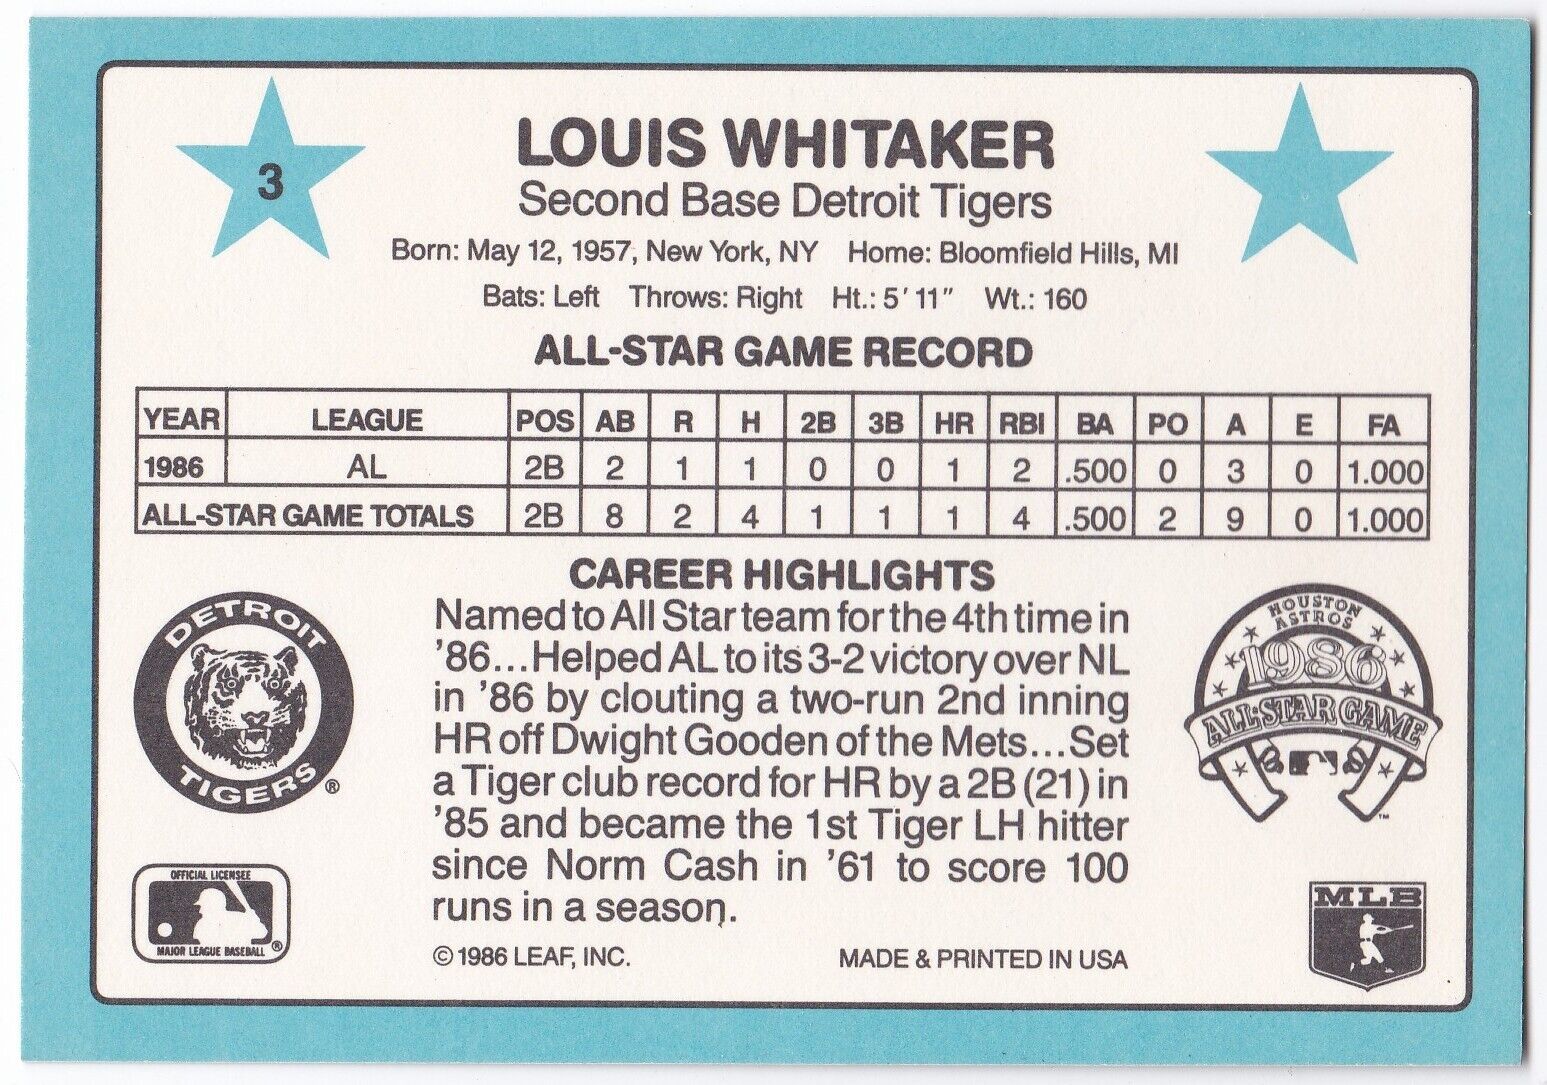 3
LOUIS WHITAKER
Second Base Detroit Tigers
Born: May 12, 1957, New York, NY Home: Bloomfield Hills, MI
Bats: Left Throws: Right Ht.: 5' 11" Wt.: 160
ALL-STAR GAME RECORD
YEAR LEAGUE POS AB R H 2B 3B HR RBI BA PO A E FA
1986 AL 2B 2 1 1 0 0 1 2 .500 0 3 0 1.000
ALL-STAR GAME TOTALS 2B 8 2 4 1 1 1 4 .500 2 9 0 1.000
CAREER HIGHLIGHTS
Named to All Star team for the 4th time in
'86...Helped AL to its 3-2 victory over NL
in '86 by clouting a two-run 2nd inning
HR off Dwight Gooden of the Mets...Set
a Tiger club record for HR by a 2B (21) in
'85 and became the 1st Tiger LH hitter
since Norm Cash in '61 to score 100
runs in a season.
© 1986 LEAF, INC. MADE & PRINTED IN USA
DETROIT
TIGERS ®
OFFICIAL LICENSEE
MAJOR LEAGUE BASEBALL ®
HOUSTON
ASTROS
1986
ALL-STAR GAME
™
MLB